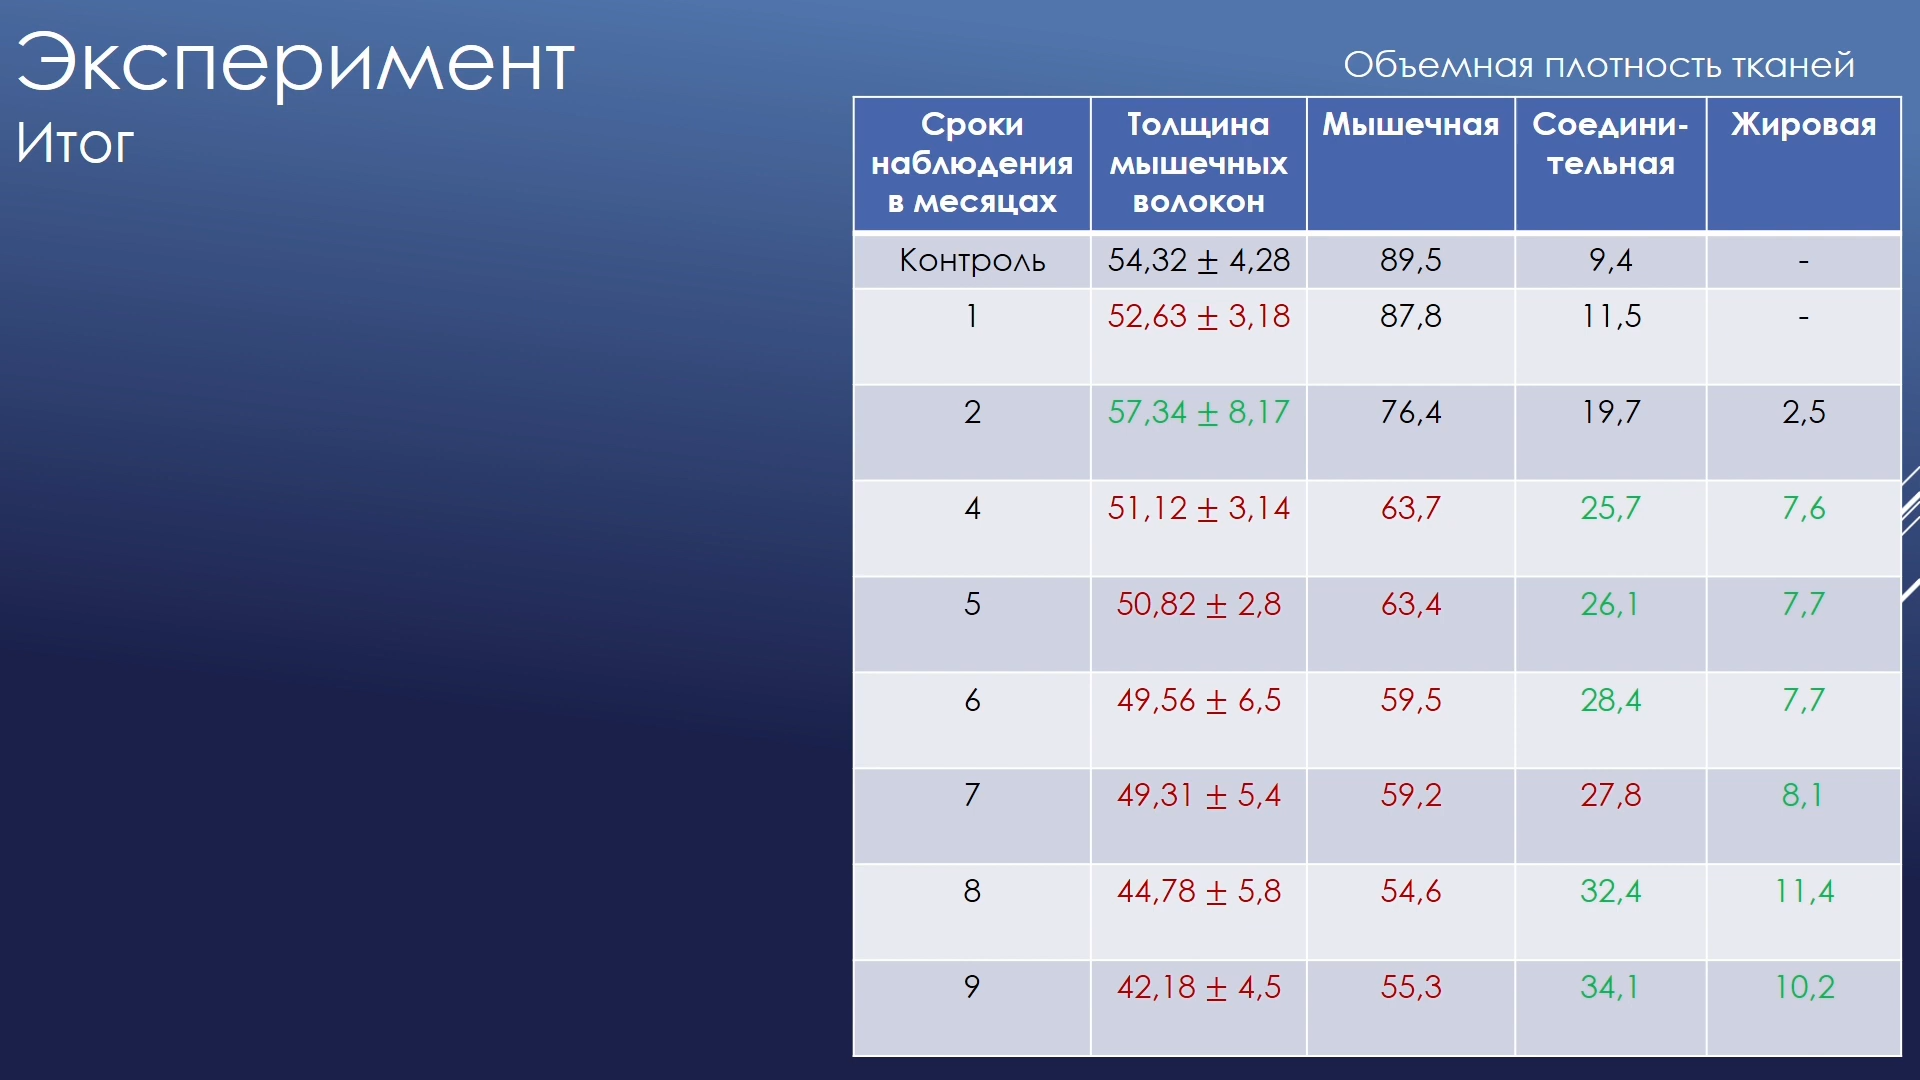 Эксперимент
Итог
Объемная плотность тканей
Сроки наблюдения в месяцах | Толщина мышечных волокон | Мышечная | Соедини-тельная | Жировая
Контроль | 54,32 ± 4,28 | 89,5 | 9,4 | -
1 | 52,63 ± 3,18 | 87,8 | 11,5 | -
2 | 57,34 ± 8,17 | 76,4 | 19,7 | 2,5
4 | 51,12 ± 3,14 | 63,7 | 25,7 | 7,6
5 | 50,82 ± 2,8 | 63,4 | 26,1 | 7,7
6 | 49,56 ± 6,5 | 59,5 | 28,4 | 7,7
7 | 49,31 ± 5,4 | 59,2 | 27,8 | 8,1
8 | 44,78 ± 5,8 | 54,6 | 32,4 | 11,4
9 | 42,18 ± 4,5 | 55,3 | 34,1 | 10,2